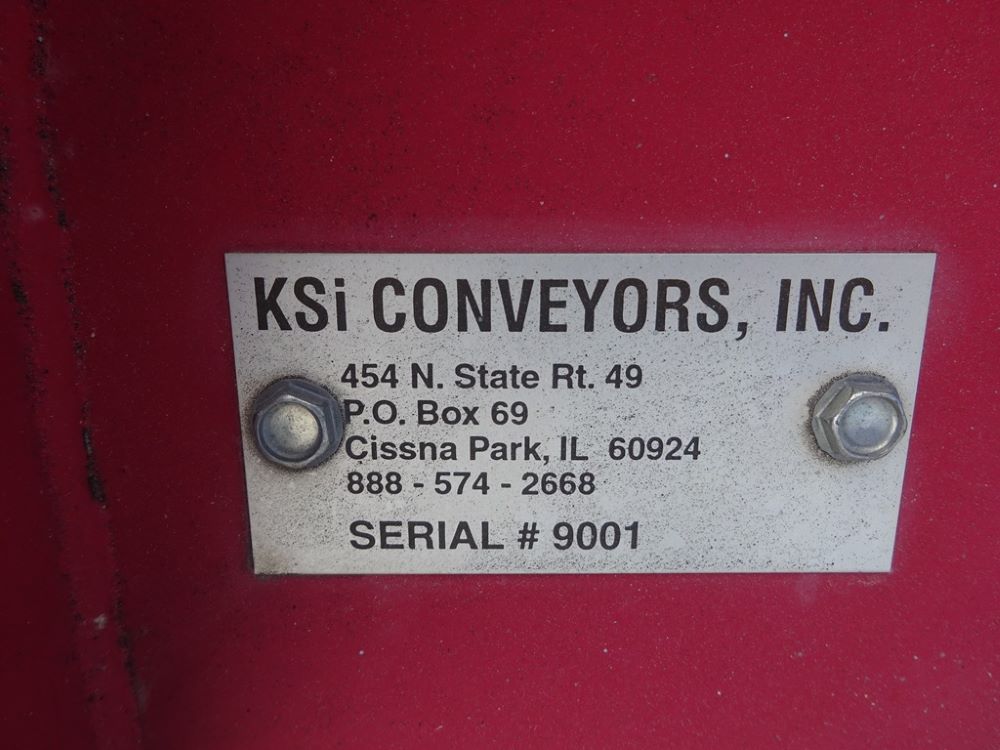 KSi CONVEYORS, INC.
454 N. State Rt. 49
P.O. Box 69
Cissna Park, IL 60924
888 - 574 - 2668
SERIAL # 9001